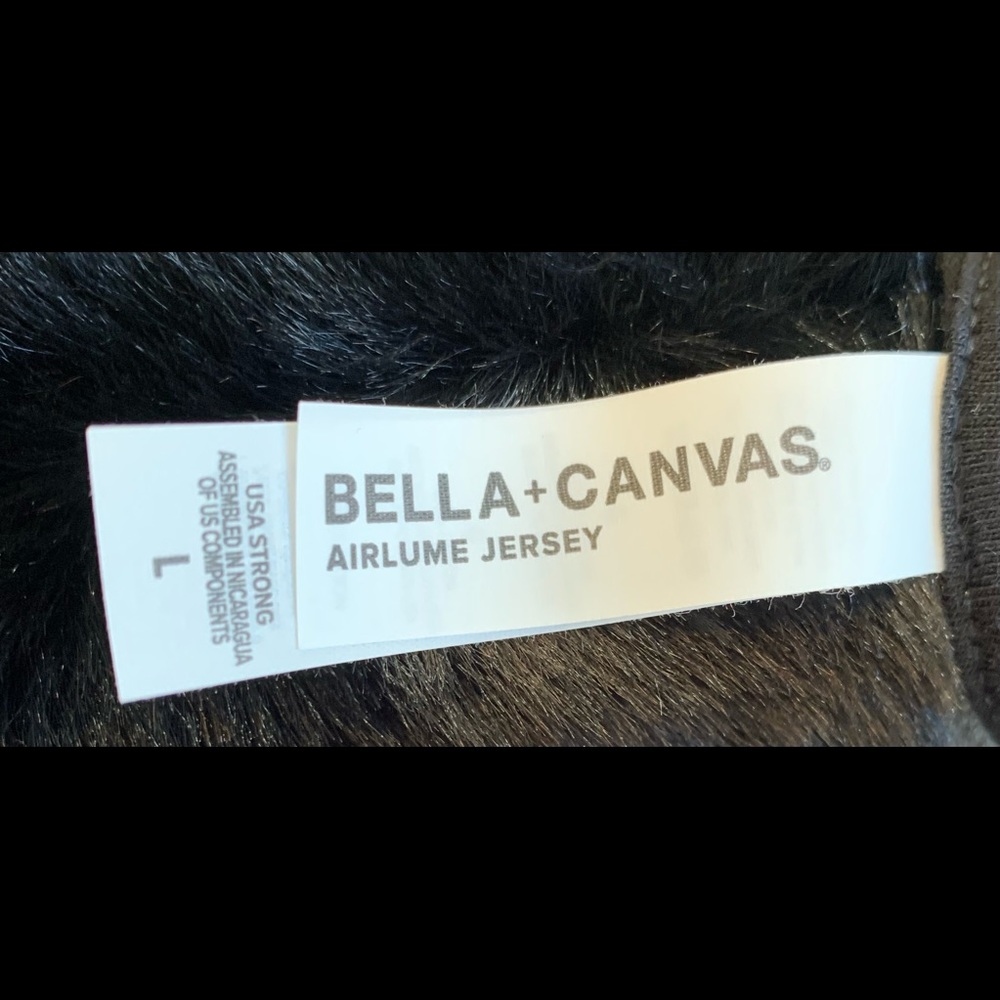 BELLA+CANVAS®
AIRLUME JERSEY
USA STRONG
ASSEMBLED IN NICARAGUA
OF US COMPONENTS
L